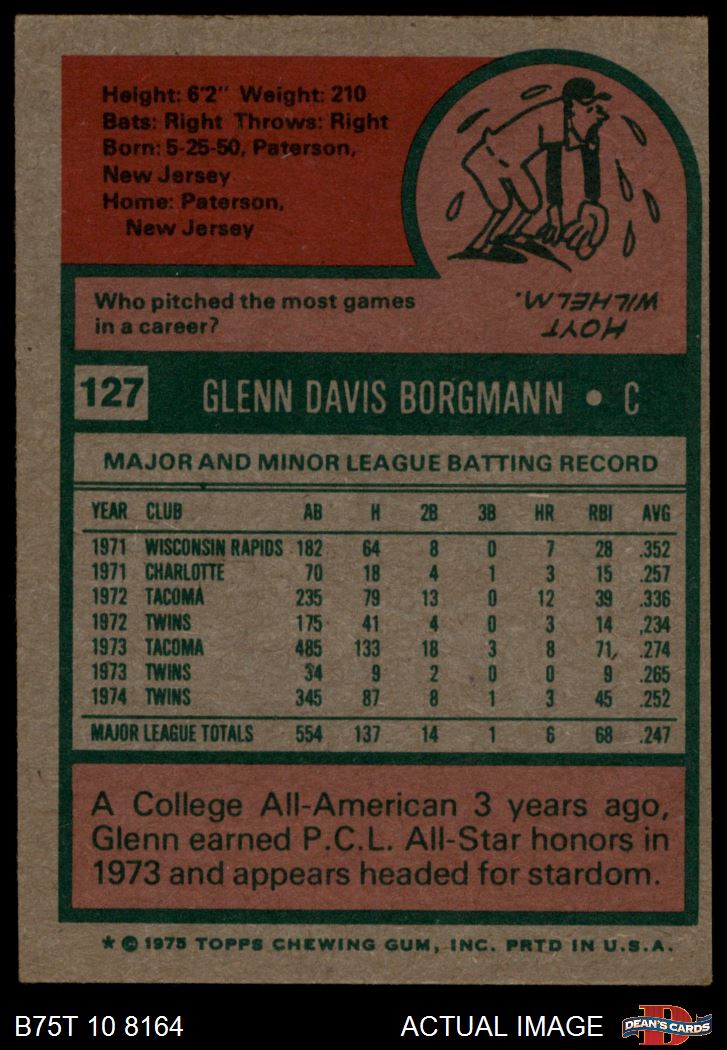 Height: 6'2" Weight: 210
Bats: Right Throws: Right
Born: 5-25-50, Paterson,
New Jersey
Home: Paterson,
New Jersey
Who pitched the most games
in a career?
HOYT
WILHELM.
127 GLENN DAVIS BORGMANN • C
MAJOR AND MINOR LEAGUE BATTING RECORD
YEAR CLUB AB H 2B 3B HR RBI AVG
1971 WISCONSIN RAPIDS 182 64 8 0 7 28 .352
1971 CHARLOTTE 70 18 4 1 3 15 .257
1972 TACOMA 235 79 13 0 12 39 .336
1972 TWINS 175 41 4 0 3 14 .234
1973 TACOMA 485 133 18 3 8 71 .274
1973 TWINS 34 9 2 0 0 9 .265
1974 TWINS 345 87 8 1 3 45 .252
MAJOR LEAGUE TOTALS 554 137 14 1 6 68 .247
A College All-American 3 years ago,
Glenn earned P.C.L. All-Star honors in
1973 and appears headed for stardom.
* © 1975 TOPPS CHEWING GUM, INC. PRTD IN U.S.A.
B75T 10 8164 ACTUAL IMAGE
D
DEAN'S CARDS